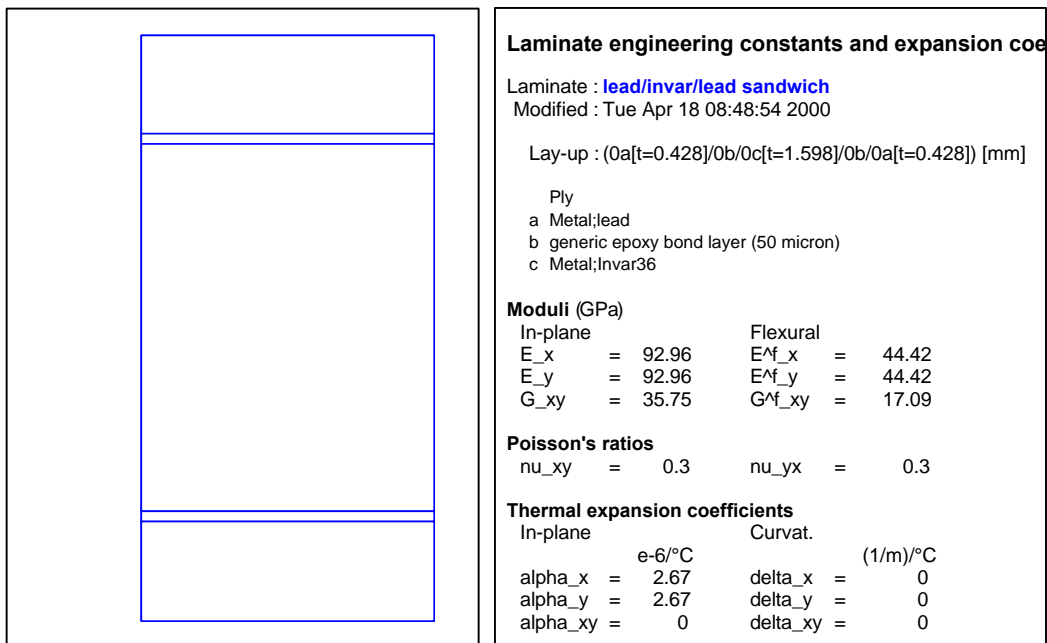 Laminate engineering constants and expansion coe
Laminate : lead/invar/lead sandwich
Modified : Tue Apr 18 08:48:54 2000
Lay-up : (0a[t=0.428]/0b/0c[t=1.598]/0b/0a[t=0.428]) [mm]
Ply
a Metal;lead
b generic epoxy bond layer (50 micron)
c Metal;Invar36
Moduli (GPa)
In-plane Flexural
E_x = 92.96 E^f_x = 44.42
E_y = 92.96 E^f_y = 44.42
G_xy = 35.75 G^f_xy = 17.09
Poisson's ratios
nu_xy = 0.3 nu_yx = 0.3
Thermal expansion coefficients
In-plane Curvat.
e-6/°C (1/m)/°C
alpha_x = 2.67 delta_x = 0
alpha_y = 2.67 delta_y = 0
alpha_xy = 0 delta_xy = 0